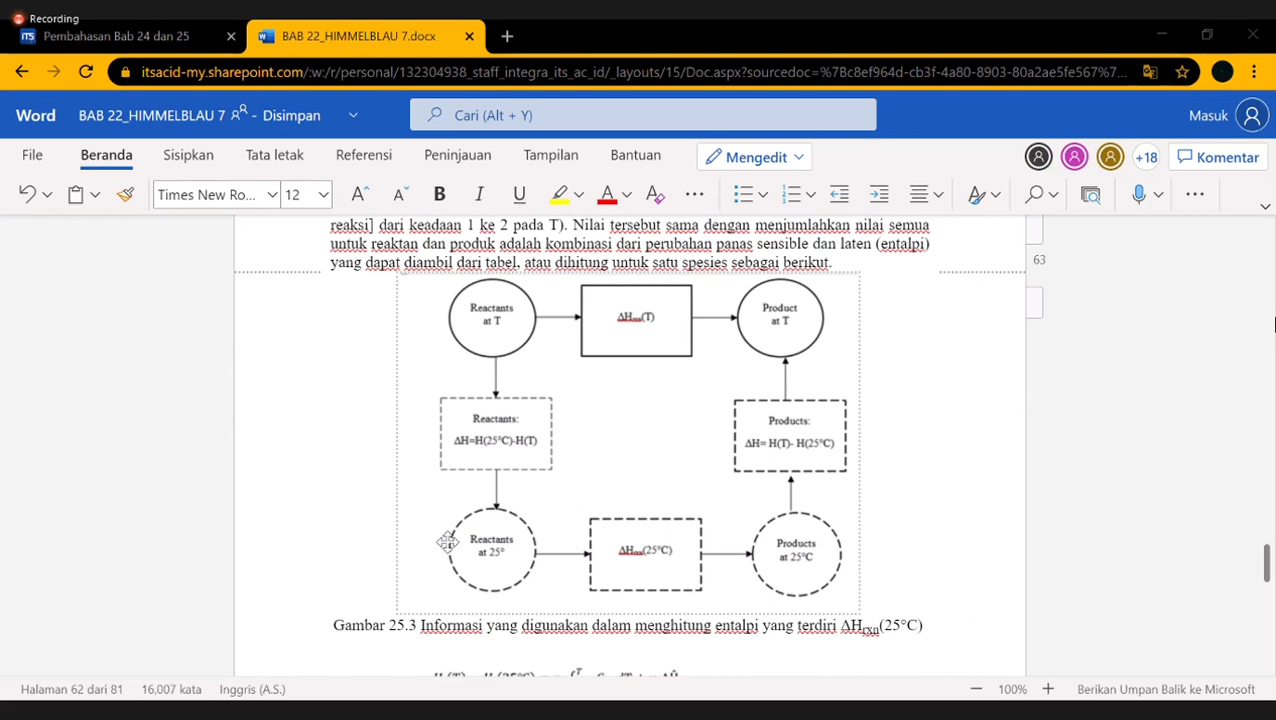 Recording
ITS Pembahasan Bab 24 dan 25
BAB 22_HIMMELBLAU 7.docx
itsacid-my.sharepoint.com/:w:/r/personal/132304938_staff_integra_its_ac_id/_layouts/15/Doc.aspx?sourcedoc=%7Bc8ef964d-cb3f-4a80-8903-80a2ae5fe567%7...
Word BAB 22_HIMMELBLAU 7 - Disimpan
Cari (Alt + Y)
Masuk
File Beranda Sisipkan Tata letak Referensi Peninjauan Tampilan Bantuan
Mengedit
+18
Komentar
Times New Ro... 12
reaksi] dari keadaan 1 ke 2 pada T). Nilai tersebut sama dengan menjumlahkan nilai semua
untuk reaktan dan produk adalah kombinasi dari perubahan panas sensible dan laten (entalpi)
yang dapat diambil dari tabel, atau dihitung untuk satu spesies sebagai berikut.
63
Reactants
at T
ΔHrxn(T)
Product
at T
Reactants:
ΔH=H(25°C)-H(T)
Products:
ΔH= H(T)- H(25°C)
Reactants
at 25°
ΔHrxn(25°C)
Products
at 25°C
Gambar 25.3 Informasi yang digunakan dalam menghitung entalpi yang terdiri ΔHrxn(25°C)
Halaman 62 dari 81 16,007 kata Inggris (A.S.)
100%
Berikan Umpan Balik ke Microsoft